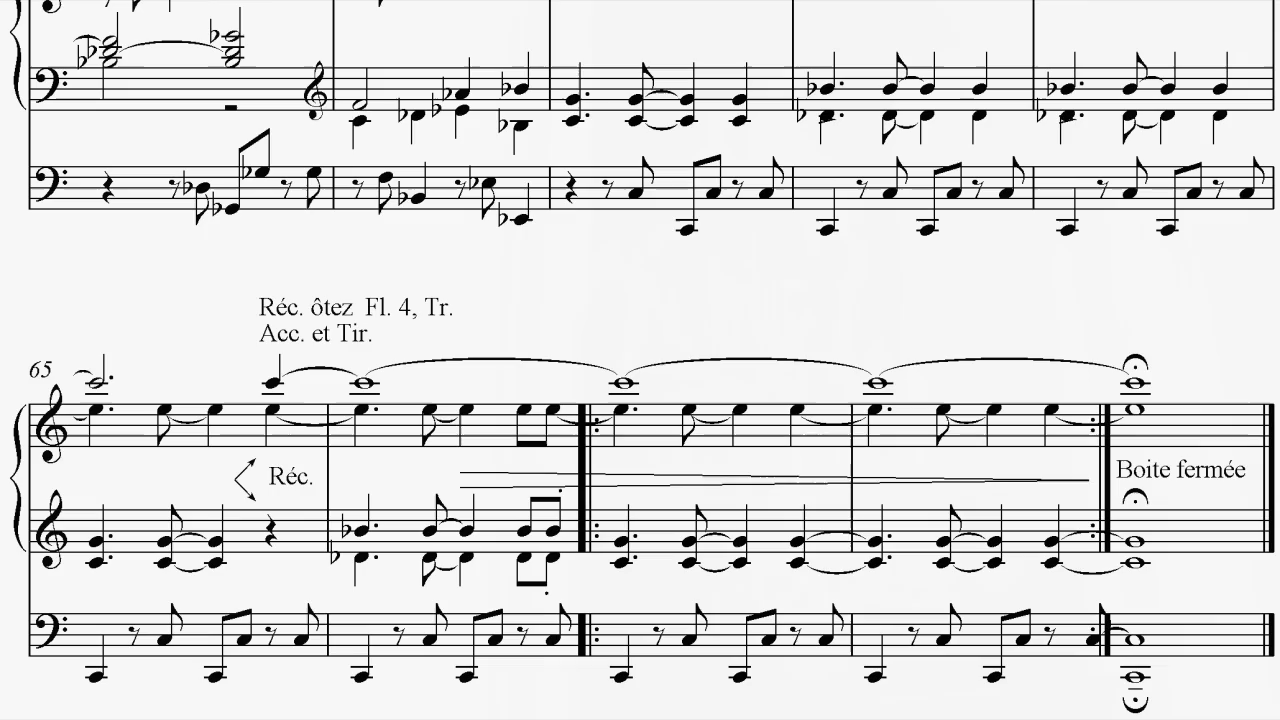 Réc. ôtez Fl. 4, Tr.
Acc. et Tir.
65
Réc.
Boite fermée